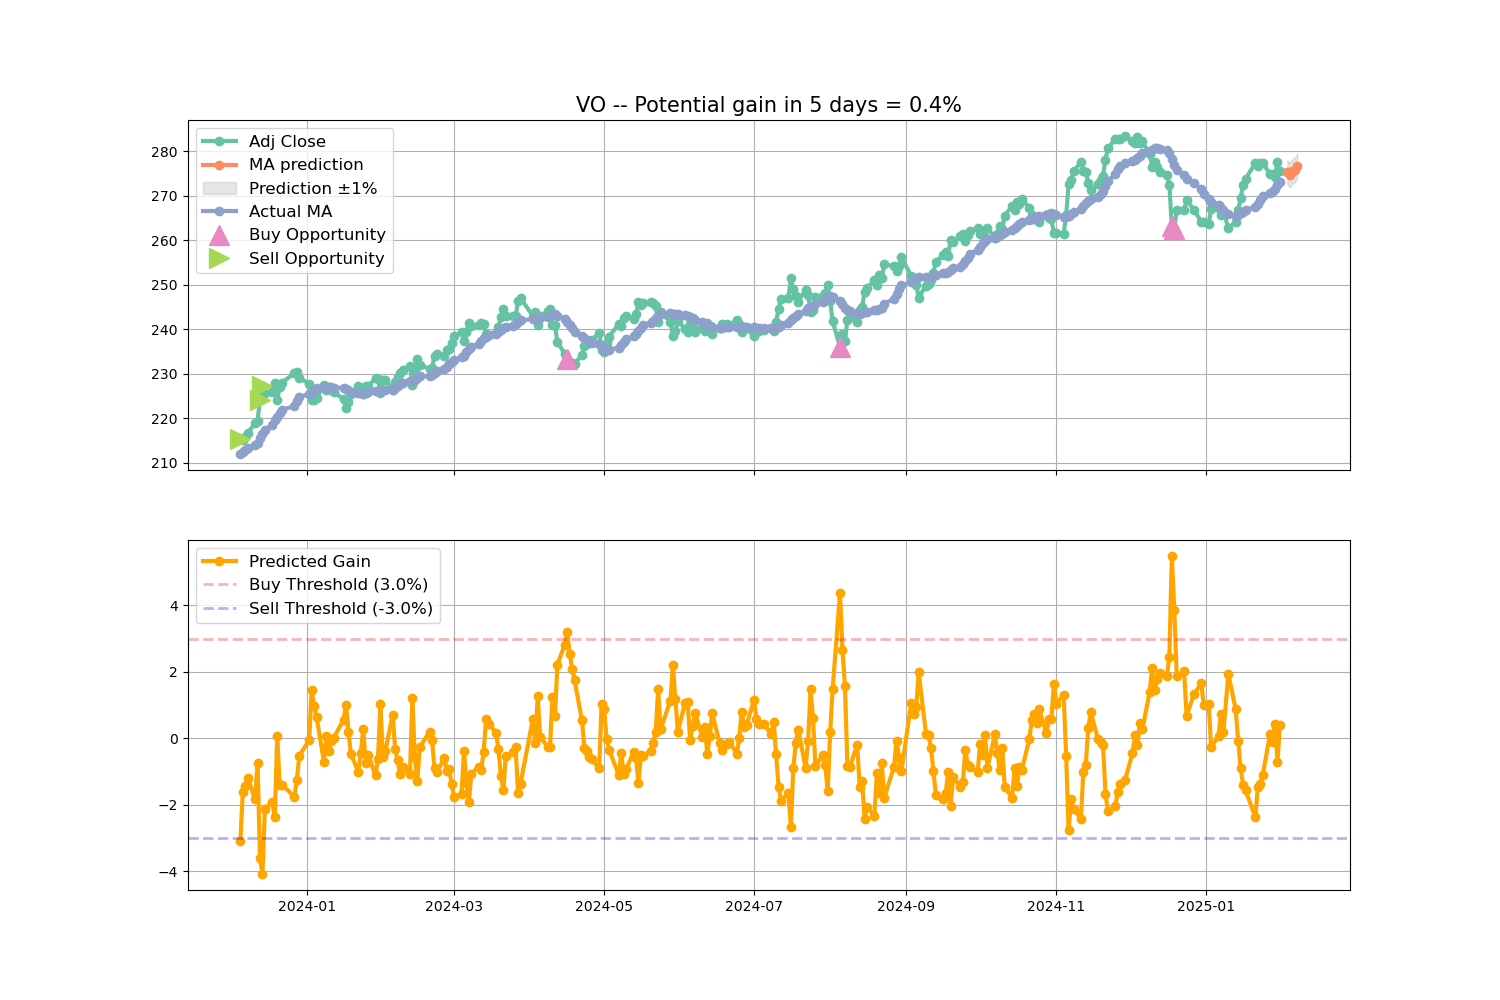 VO -- Potential gain in 5 days = 0.4%
Adj Close
MA prediction
Prediction ±1%
Actual MA
Buy Opportunity
Sell Opportunity
280
270
260
250
240
230
220
210
Predicted Gain
Buy Threshold (3.0%)
Sell Threshold (-3.0%)
4
2
0
−2
−4
2024-01
2024-03
2024-05
2024-07
2024-09
2024-11
2025-01